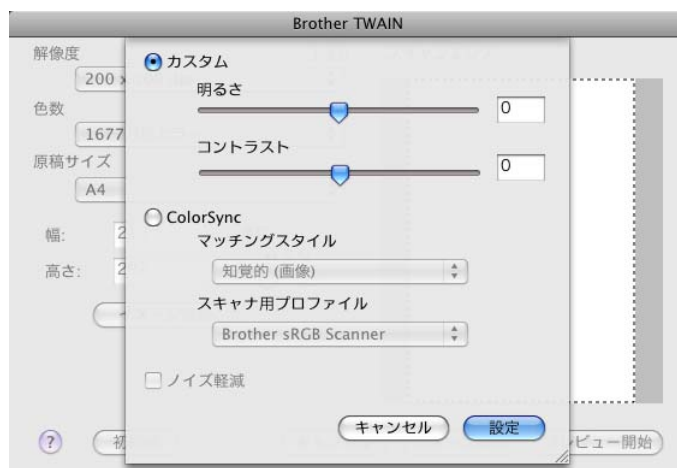 Brother TWAIN
解像度
200 x
色数
1677
原稿サイズ
A4
幅: 2
高さ: 2
カスタム
明るさ
0
コントラスト
0
ColorSync
マッチングスタイル
知覚的 (画像)
スキャナ用プロファイル
Brother sRGB Scanner
ノイズ軽減
キャンセル
設定
?
初
ビュー開始